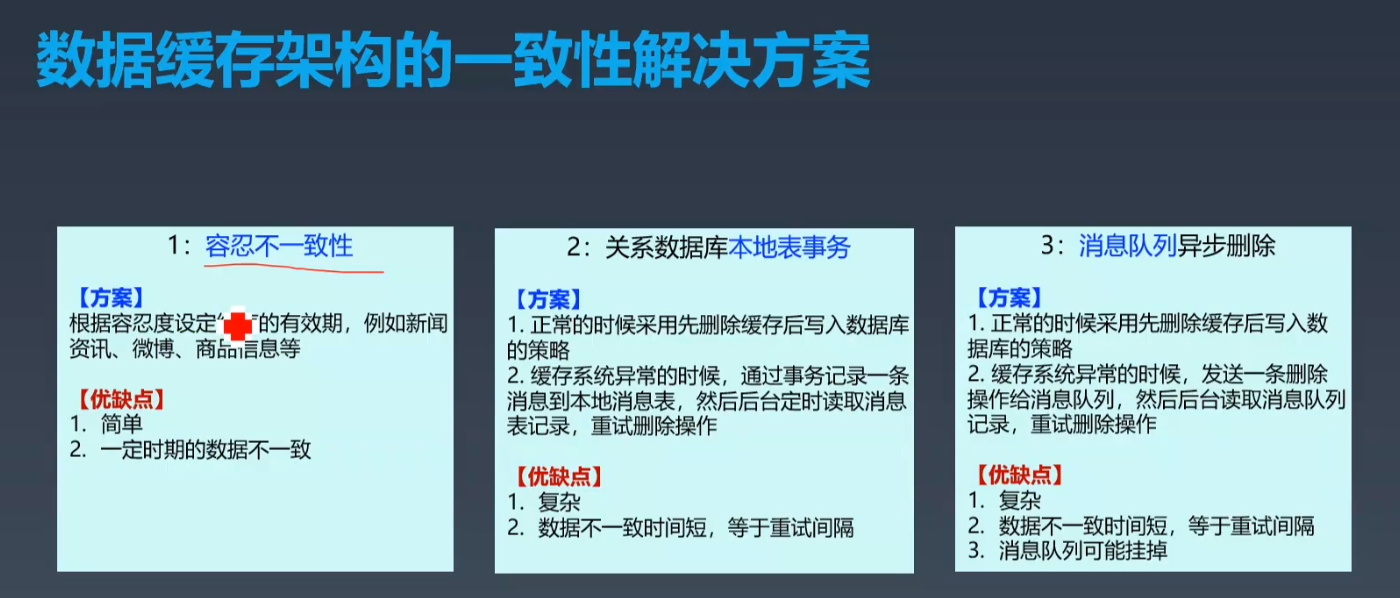 数据缓存架构的一致性解决方案
1：容忍不一致性
【方案】
根据容忍度设定的有效期，例如新闻
资讯、微博、商品信息等
【优缺点】
1. 简单
2. 一定时期的数据不一致
2：关系数据库本地表事务
【方案】
1. 正常的时候采用先删除缓存后写入数据库
的策略
2. 缓存系统异常的时候，通过事务记录一条
消息到本地消息表，然后后台定时读取消息
表记录，重试删除操作
【优缺点】
1. 复杂
2. 数据不一致时间短，等于重试间隔
3：消息队列异步删除
【方案】
1. 正常的时候采用先删除缓存后写入数
据库的策略
2. 缓存系统异常的时候，发送一条删除
操作给消息队列，然后后台读取消息队列
记录，重试删除操作
【优缺点】
1. 复杂
2. 数据不一致时间短，等于重试间隔
3. 消息队列可能挂掉